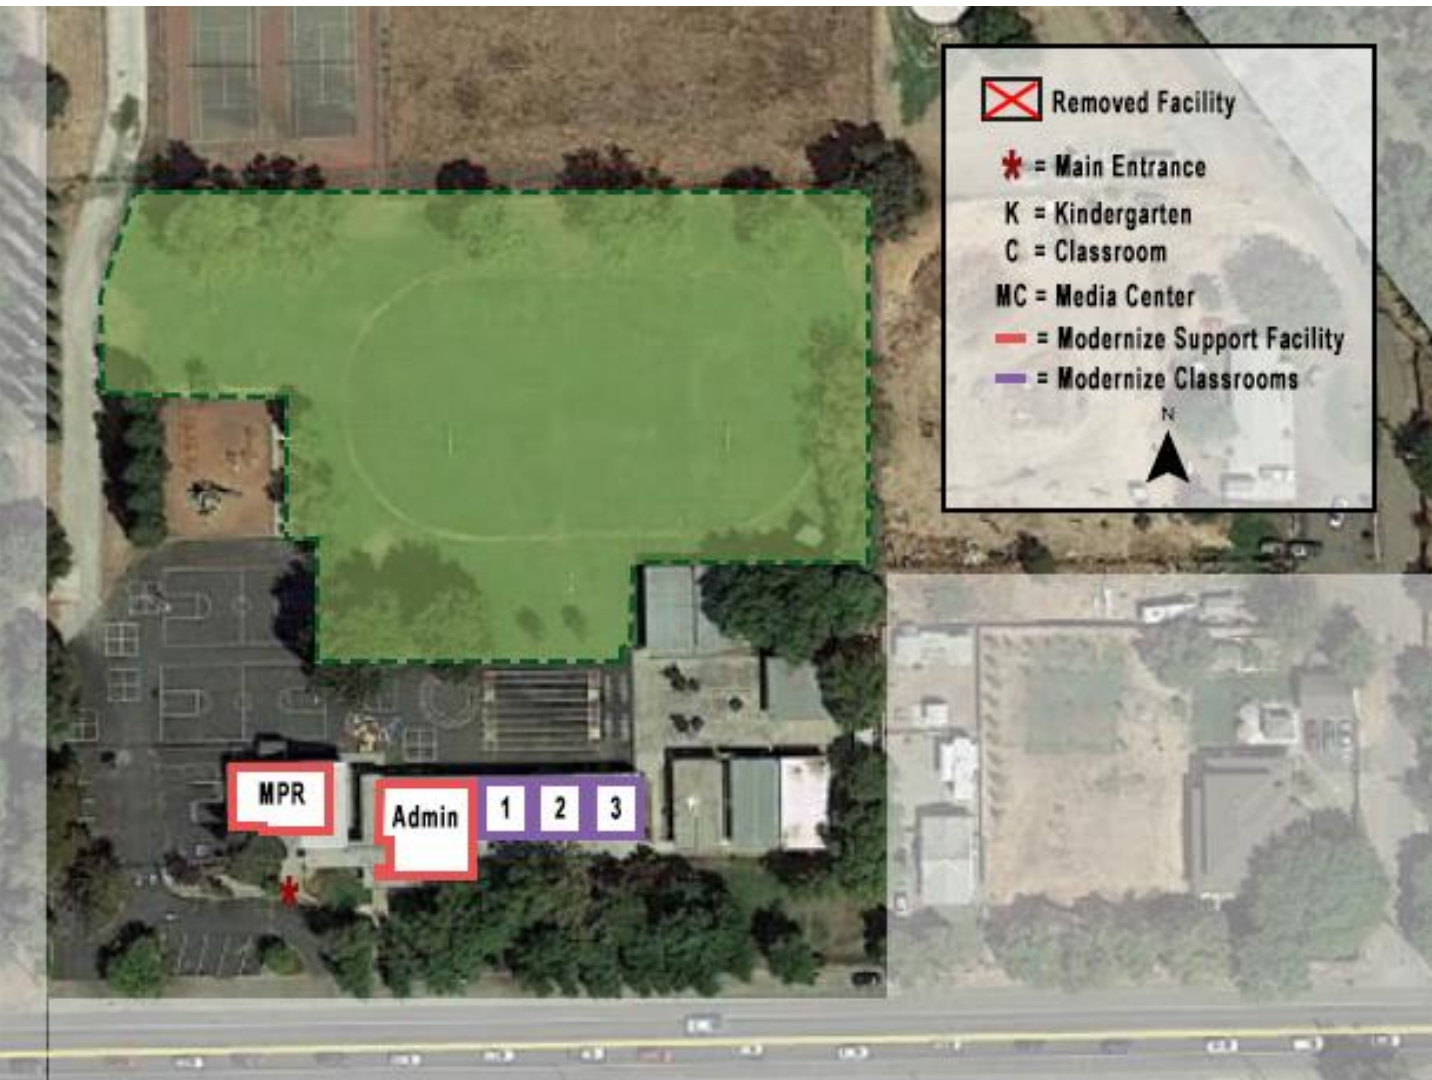 Removed Facility
* = Main Entrance
K = Kindergarten
C = Classroom
MC = Media Center
= Modernize Support Facility
= Modernize Classrooms
N
MPR
Admin
1
2
3